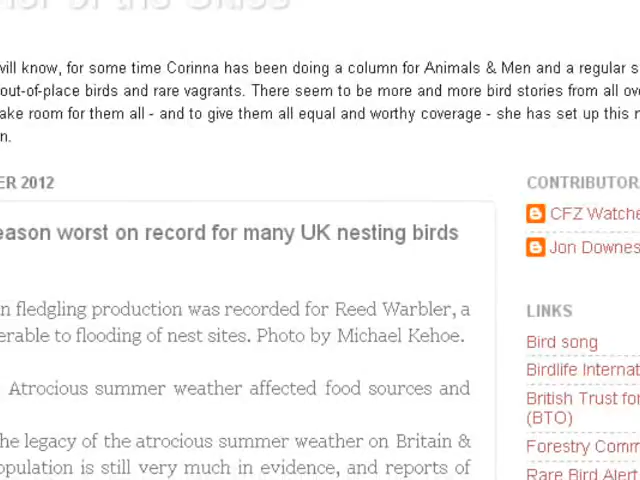 of the Skies
will know, for some time Corinna has been doing a column for Animals & Men and a regular s
out-of-place birds and rare vagrants. There seem to be more and more bird stories from all ov
ake room for them all - and to give them all equal and worthy coverage - she has set up this n
n.
ER 2012
eason worst on record for many UK nesting birds
n fledgling production was recorded for Reed Warbler, a
erable to flooding of nest sites. Photo by Michael Kehoe.
Atrocious summer weather affected food sources and
he legacy of the atrocious summer weather on Britain &
opulation is still very much in evidence, and reports of
CONTRIBUTOR
CFZ Watche
Jon Downes
LINKS
Bird song
Birdlife Internat
British Trust for
(BTO)
Forestry Comm
Rare Bird Alert